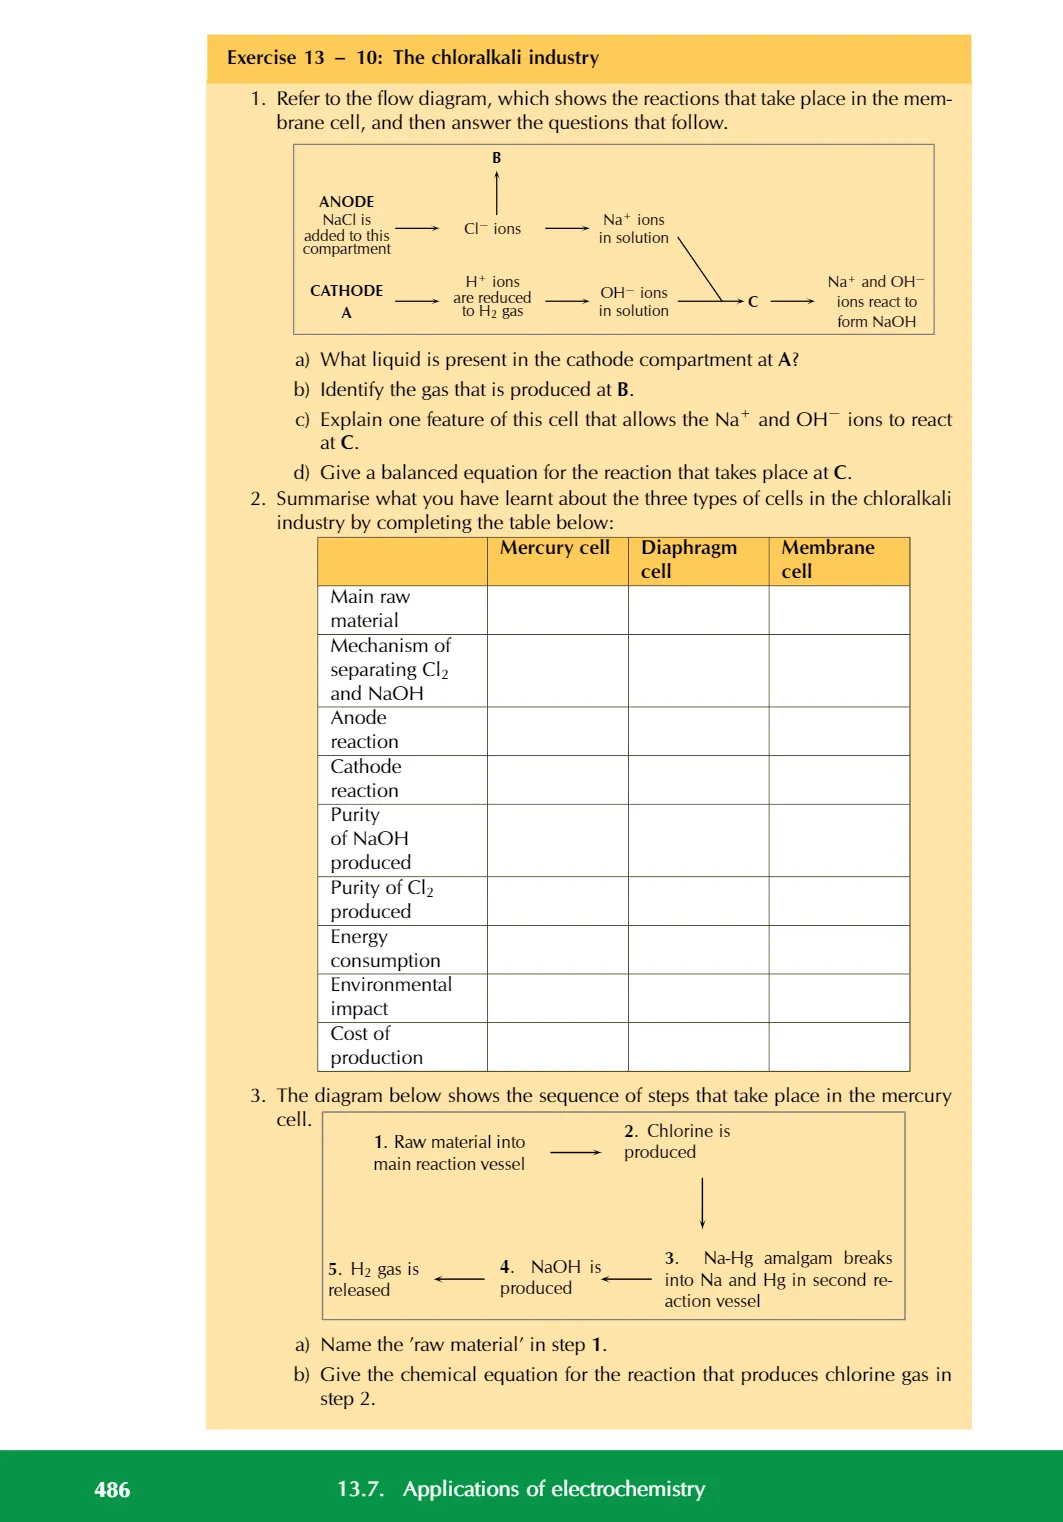 Exercise 13 – 10: The chloralkali industry
1. Refer to the flow diagram, which shows the reactions that take place in the mem-
brane cell, and then answer the questions that follow.
B
ANODE
NaCl is
added to this
compartment
Cl− ions
Na+ ions
in solution
CATHODE
A
H+ ions
are reduced
to H2 gas
OH− ions
in solution
C
Na+ and OH−
ions react to
form NaOH
a) What liquid is present in the cathode compartment at A?
b) Identify the gas that is produced at B.
c) Explain one feature of this cell that allows the Na+ and OH− ions to react
at C.
d) Give a balanced equation for the reaction that takes place at C.
2. Summarise what you have learnt about the three types of cells in the chloralkali
industry by completing the table below:
Mercury cell
Diaphragm
cell
Membrane
cell
Main raw
material
Mechanism of
separating Cl2
and NaOH
Anode
reaction
Cathode
reaction
Purity
of NaOH
produced
Purity of Cl2
produced
Energy
consumption
Environmental
impact
Cost of
production
3. The diagram below shows the sequence of steps that take place in the mercury
cell.
1. Raw material into
main reaction vessel
2. Chlorine is
produced
3. Na-Hg amalgam breaks
into Na and Hg in second re-
action vessel
4. NaOH is
produced
5. H2 gas is
released
a) Name the ’raw material’ in step 1.
b) Give the chemical equation for the reaction that produces chlorine gas in
step 2.
486 13.7. Applications of electrochemistry